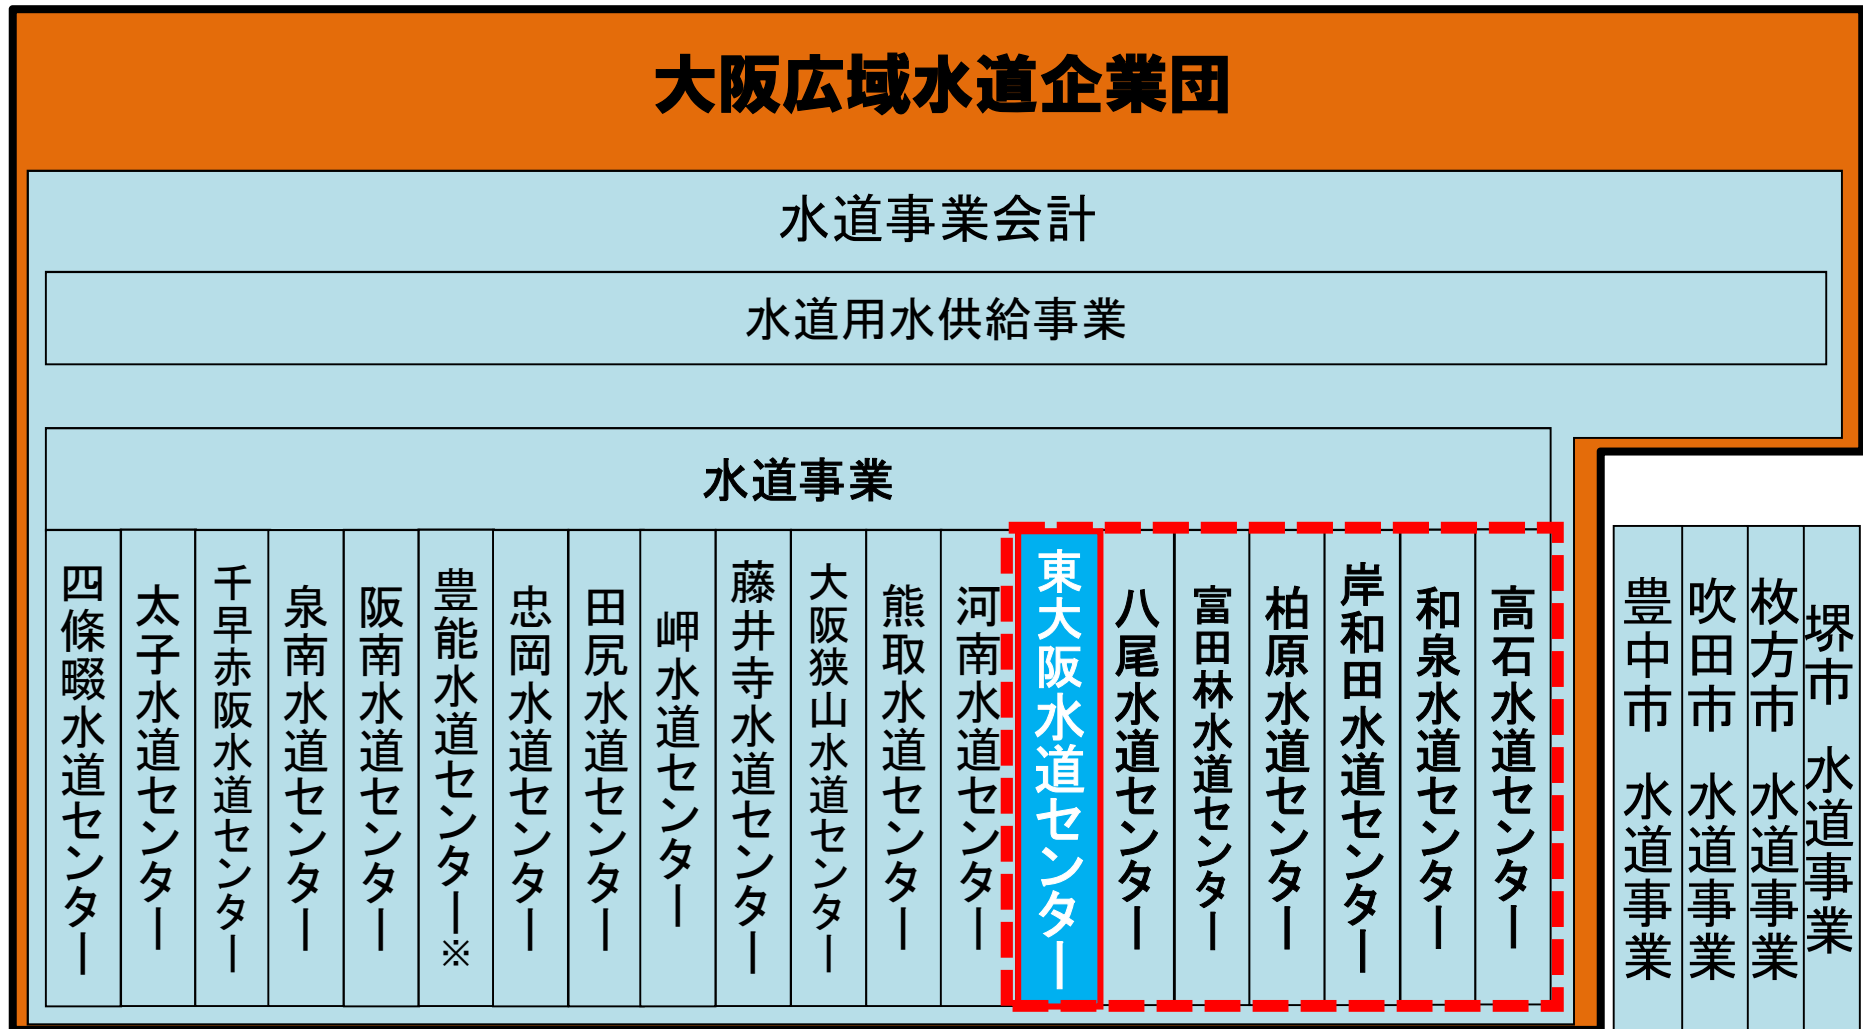 大阪広域水道企業団
水道事業会計
水道用水供給事業
水道事業
四條畷水道センター
太子水道センター
千早赤阪水道センター
泉南水道センター
阪南水道センター
豊能水道センター※
忠岡水道センター
田尻水道センター
岬水道センター
藤井寺水道センター
大阪狭山水道センター
熊取水道センター
河南水道センター
東大阪水道センター
八尾水道センター
富田林水道センター
柏原水道センター
岸和田水道センター
和泉水道センター
高石水道センター
豊中市 水道事業
吹田市 水道事業
枚方市 水道事業
堺市 水道事業